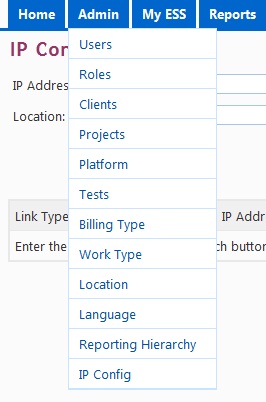 Home Admin My ESS Reports
IP Con
Users
Roles
IP Addres
Clients
Location:
Projects
Platform
Tests
Link Type
Billing Type
IP Addr
Enter the
Work Type
ch button
Location
Language
Reporting Hierarchy
IP Config